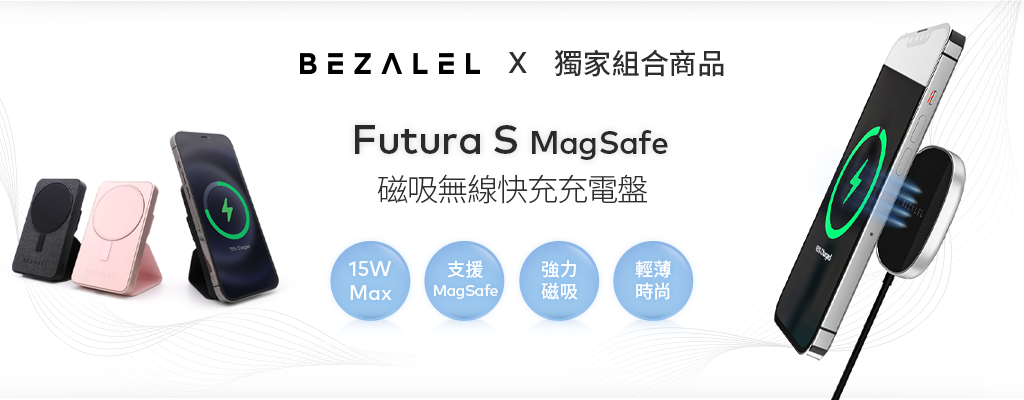 BEZALEL X 獨家組合商品
Futura S MagSafe
磁吸無線快充充電盤
15W
Max
支援
MagSafe
強力
磁吸
輕薄
時尚